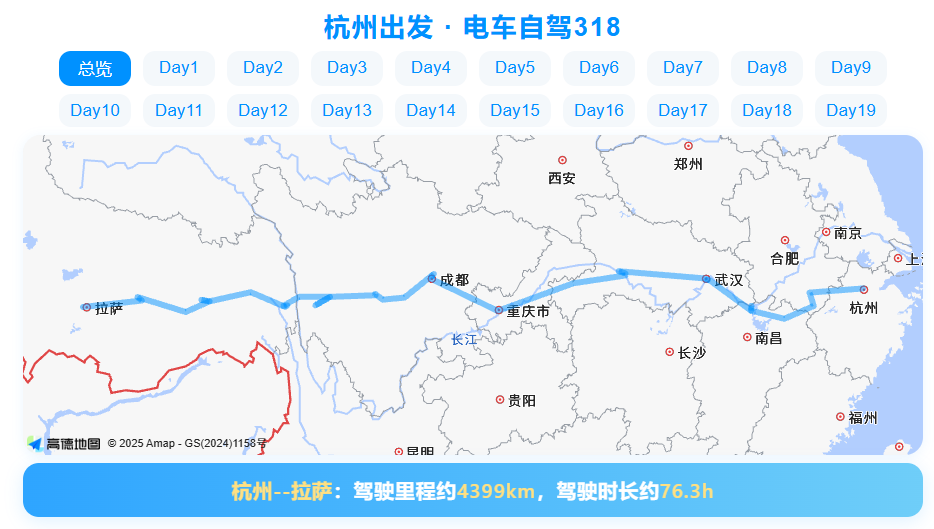 杭州出发 · 电车自驾318
总览 Day1 Day2 Day3 Day4 Day5 Day6 Day7 Day8 Day9
Day10 Day11 Day12 Day13 Day14 Day15 Day16 Day17 Day18 Day19
郑州
西安
南京
合肥
成都
武汉
拉萨
杭州
重庆市
长江
南昌
长沙
贵阳
福州
高德地图 © 2025 Amap - GS(2024)1158号
昆明
杭州--拉萨：驾驶里程约4399km，驾驶时长约76.3h